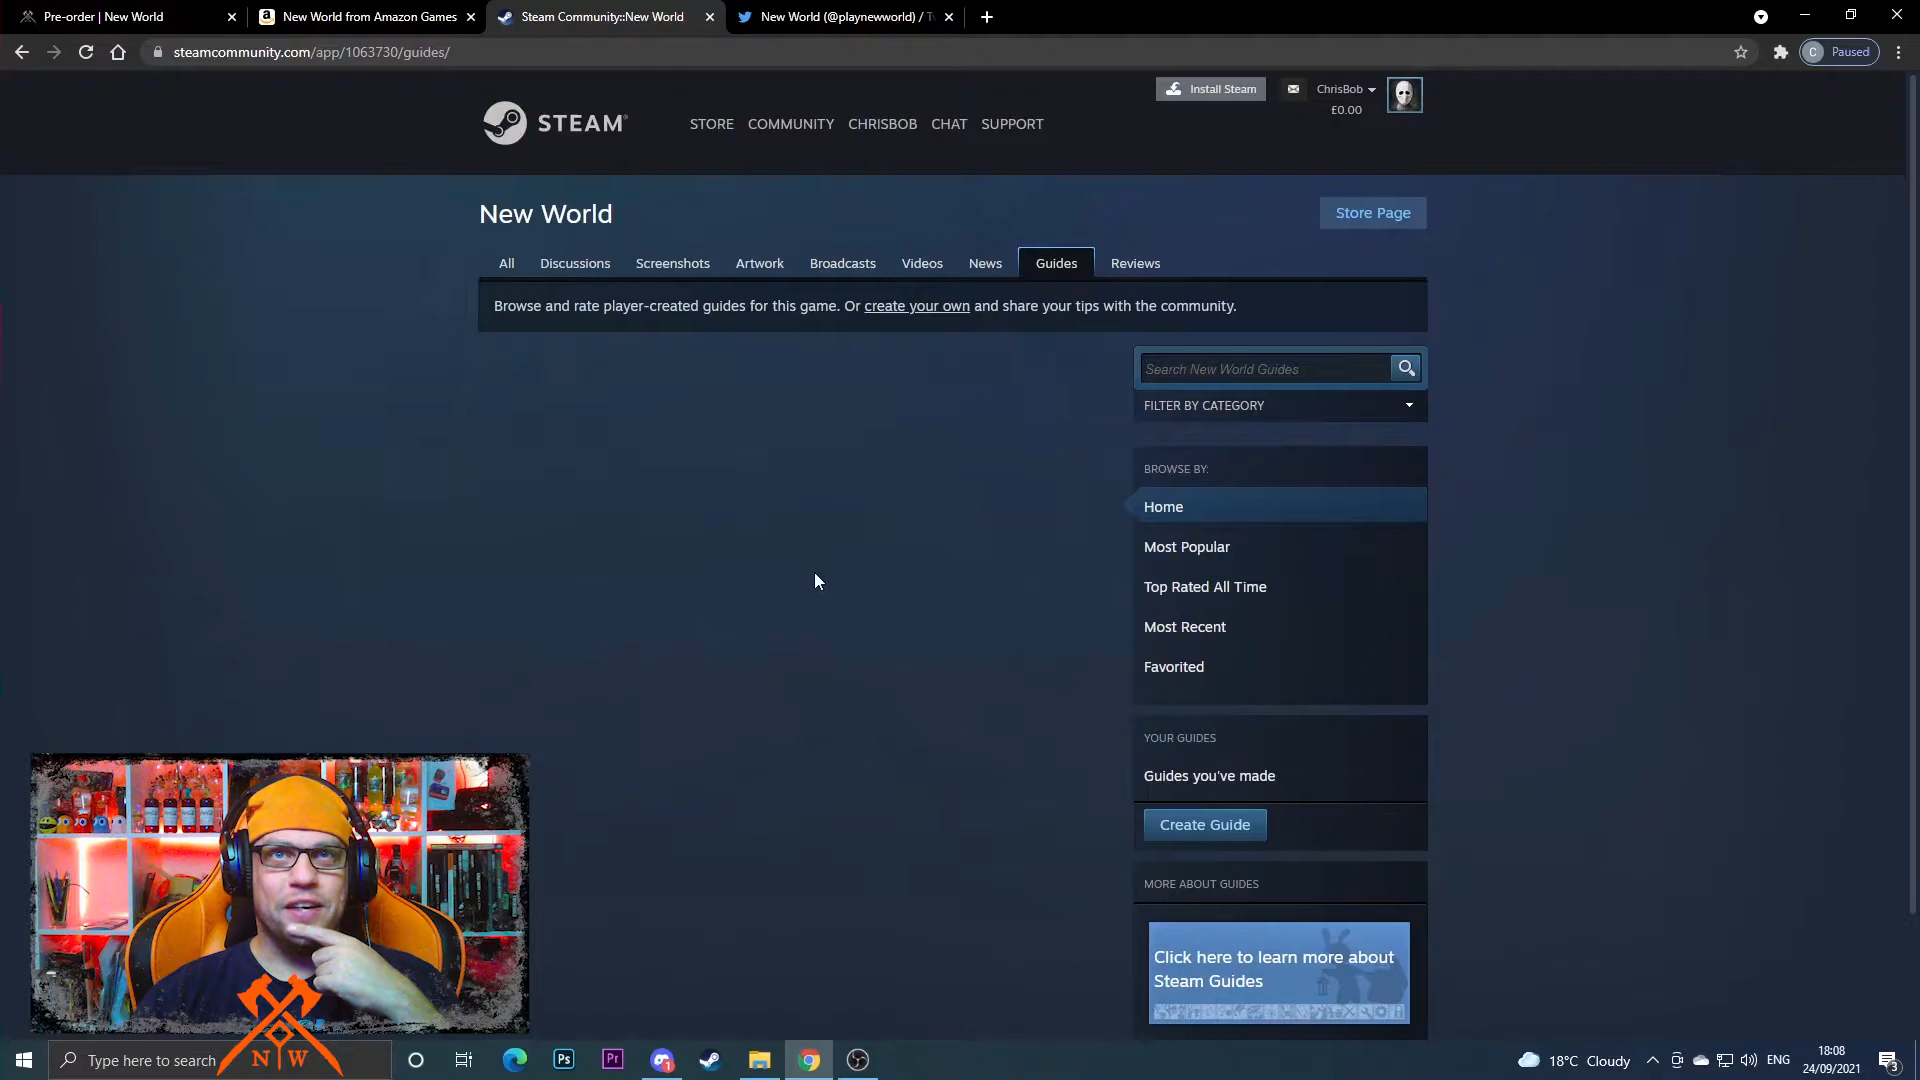 Pre-order | New World
New World from Amazon Games
Steam Community::New World
New World (@playnewworld) / T
steamcommunity.com/app/1063730/guides/
C Paused
Install Steam
ChrisBob
£0.00
STEAM
STORE COMMUNITY CHRISBOB CHAT SUPPORT
New World
Store Page
All Discussions Screenshots Artwork Broadcasts Videos News Guides Reviews
Browse and rate player-created guides for this game. Or create your own and share your tips with the community.
Search New World Guides
FILTER BY CATEGORY
BROWSE BY:
Home
Most Popular
Top Rated All Time
Most Recent
Favorited
YOUR GUIDES
Guides you've made
Create Guide
MORE ABOUT GUIDES
Click here to learn more about
Steam Guides
N W
Type here to search
Ps
Pr
1
18°C Cloudy
ENG
18:08
24/09/2021
3